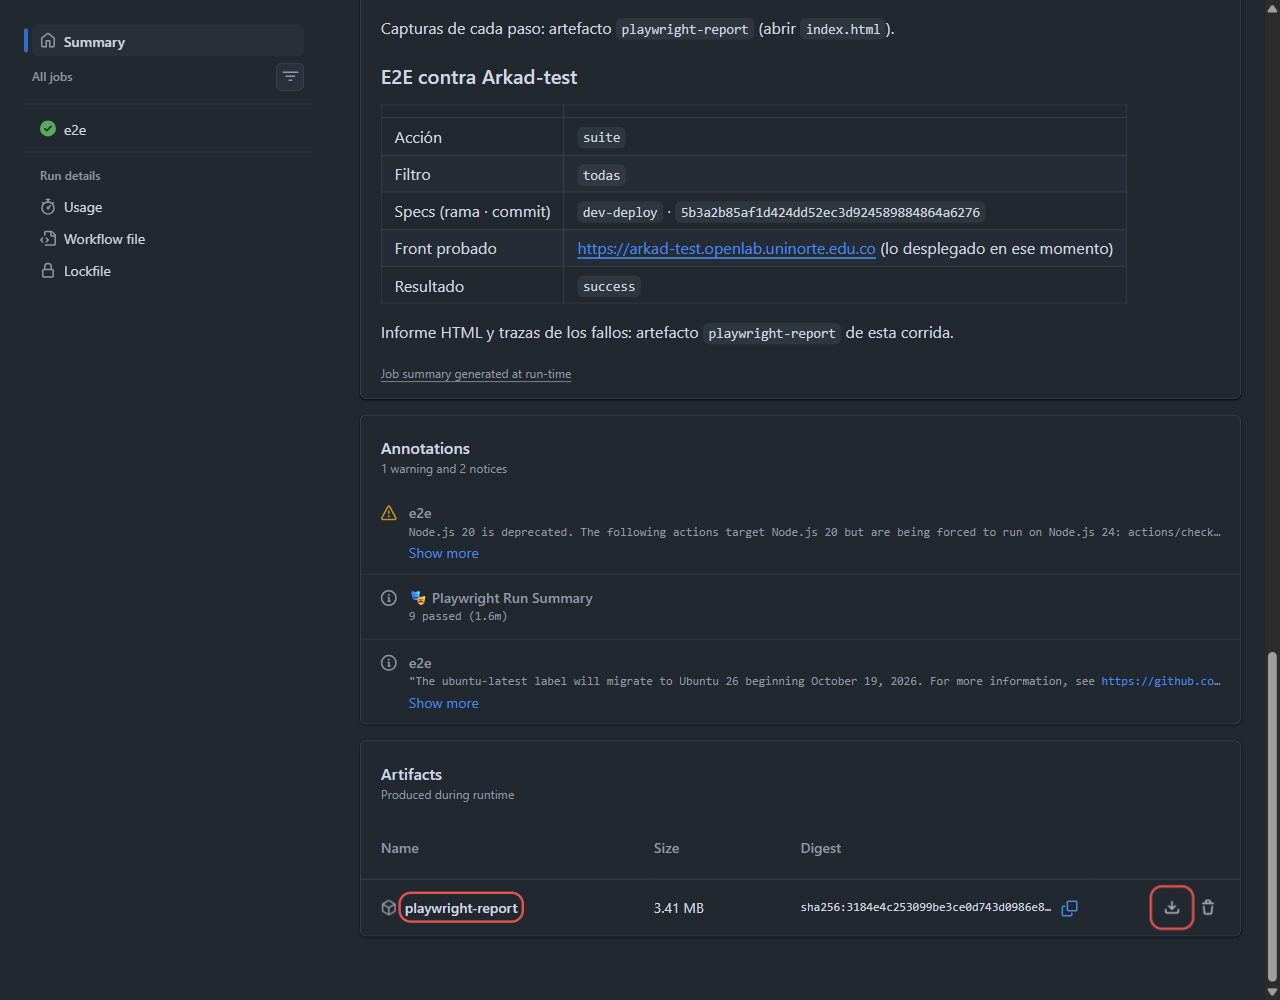 Summary
All jobs
e2e
Run details
Usage
Workflow file
Lockfile
Capturas de cada paso: artefacto playwright-report (abrir index.html).
E2E contra Arkad-test
Acción suite
Filtro todas
Specs (rama · commit) dev-deploy · 5b3a2b85af1d424dd52ec3d924589884864a6276
Front probado https://arkad-test.openlab.uninorte.edu.co (lo desplegado en ese momento)
Resultado success
Informe HTML y trazas de los fallos: artefacto playwright-report de esta corrida.
Job summary generated at run-time
Annotations
1 warning and 2 notices
e2e
Node.js 20 is deprecated. The following actions target Node.js 20 but are being forced to run on Node.js 24: actions/check…
Show more
Playwright Run Summary
9 passed (1.6m)
e2e
"The ubuntu-latest label will migrate to Ubuntu 26 beginning October 19, 2026. For more information, see https://github.co…
Show more
Artifacts
Produced during runtime
Name Size Digest
playwright-report 3.41 MB sha256:3184e4c253099be3ce0d743d0986e8…